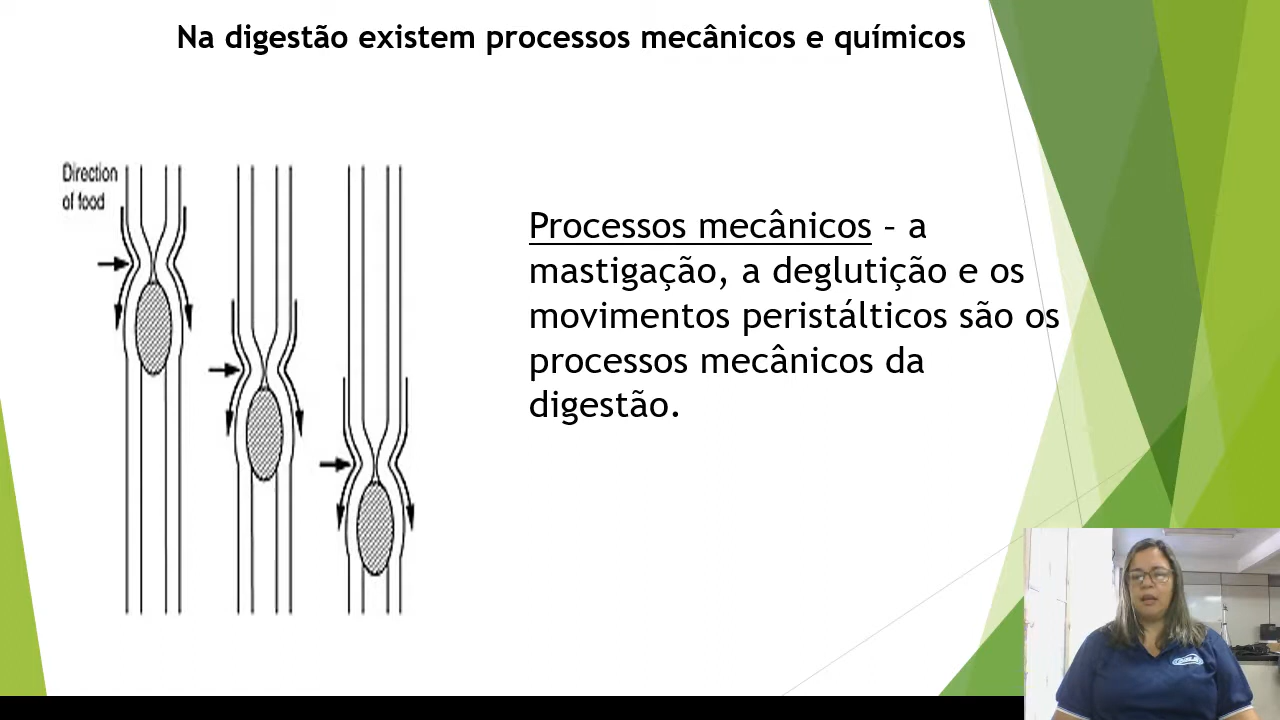 Na digestão existem processos mecânicos e químicos
Direction
of food
Processos mecânicos – a
mastigação, a deglutição e os
movimentos peristálticos são os
processos mecânicos da
digestão.